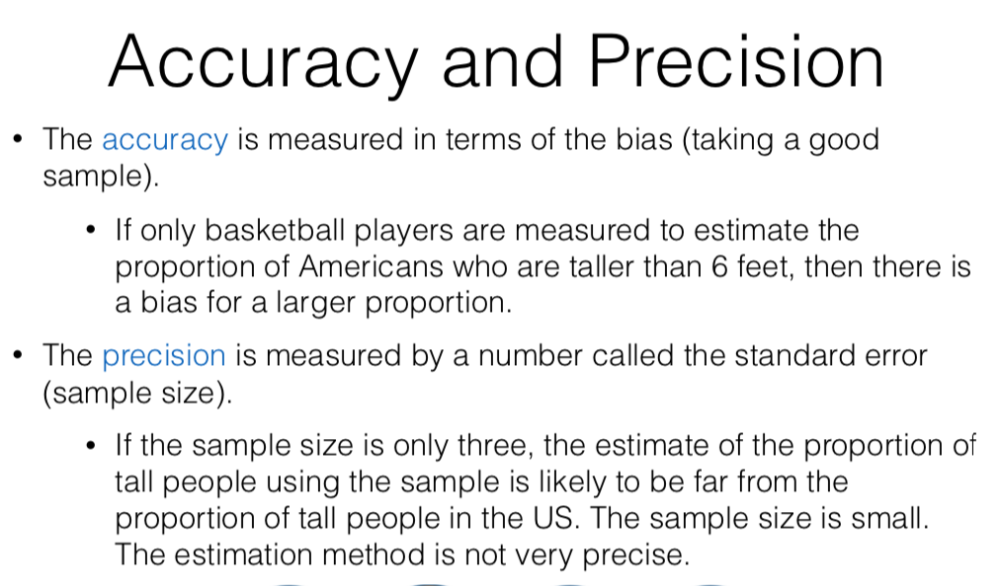 Accuracy and Precision
• The accuracy is measured in terms of the bias (taking a good
sample).
• If only basketball players are measured to estimate the
proportion of Americans who are taller than 6 feet, then there is
a bias for a larger proportion.
• The precision is measured by a number called the standard error
(sample size).
• If the sample size is only three, the estimate of the proportion of
tall people using the sample is likely to be far from the
proportion of tall people in the US. The sample size is small.
The estimation method is not very precise.